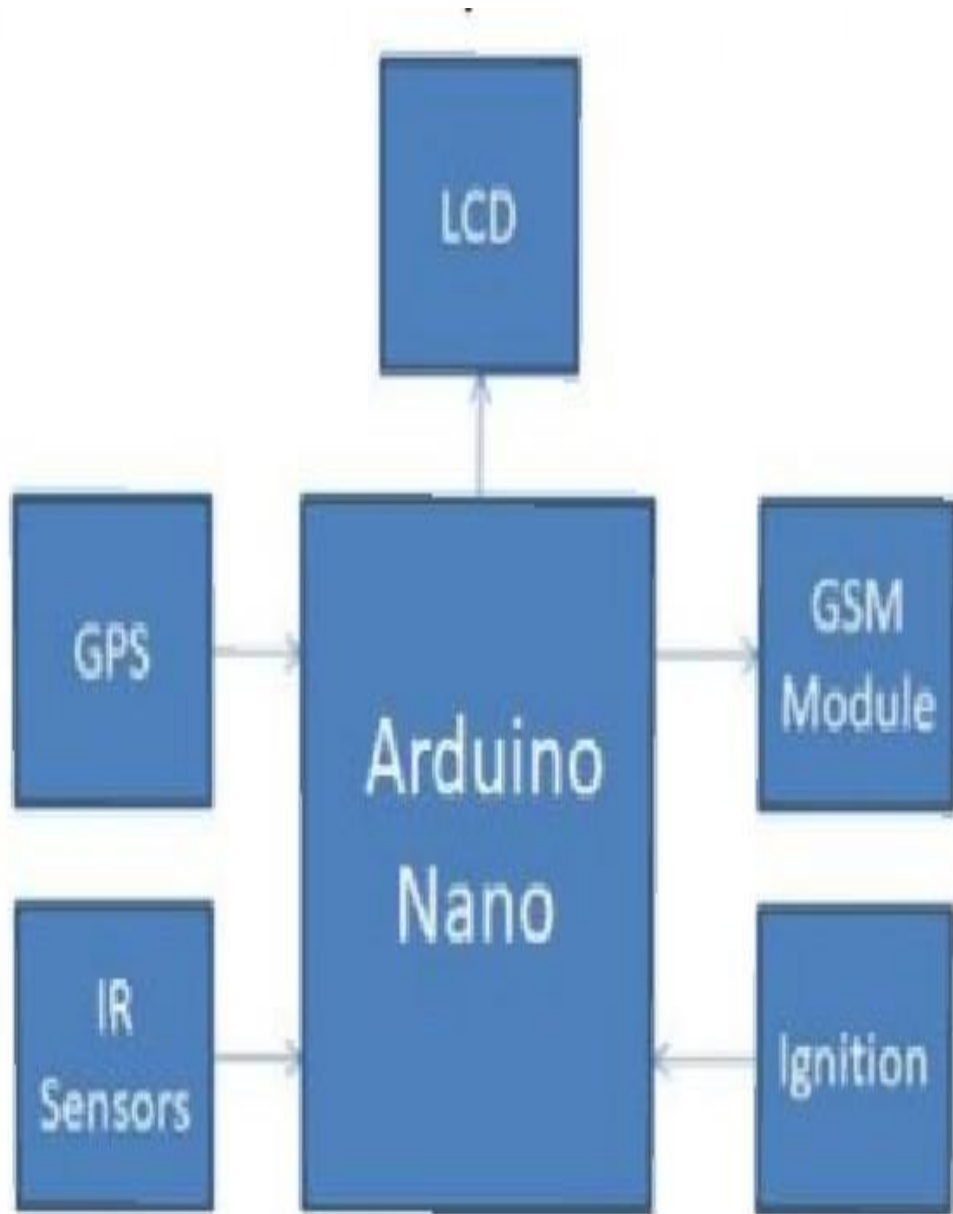 LCD
GPS
Arduino
Nano
GSM
Module
IR
Sensors
Ignition